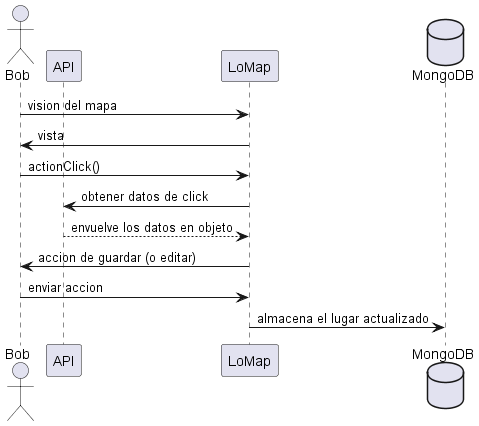 Bob
API
LoMap
MongoDB
vision del mapa
vista
actionClick()
obtener datos de click
envuelve los datos en objeto
accion de guardar (o editar)
enviar accion
almacena el lugar actualizado
Bob
API
LoMap
MongoDB